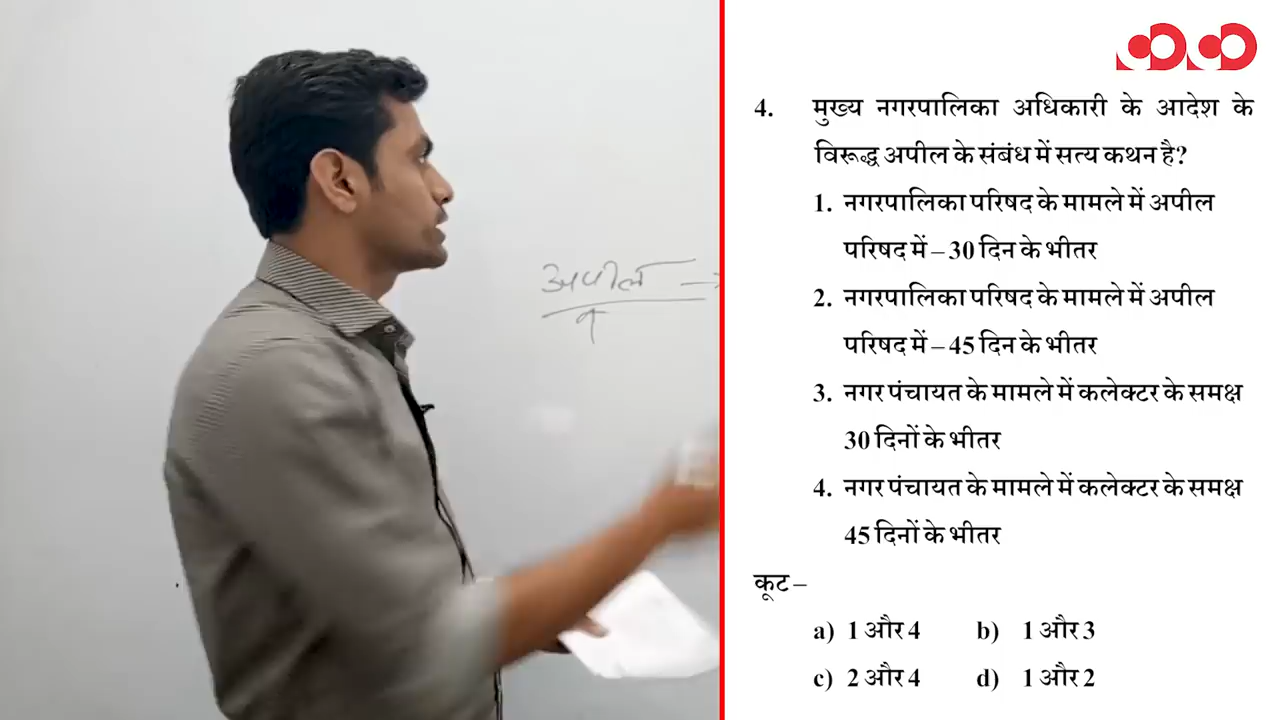 4. मुख्य नगरपालिका अधिकारी के आदेश के
विरूद्ध अपील के संबंध में सत्य कथन है?
1. नगरपालिका परिषद के मामले में अपील
परिषद में – 30 दिन के भीतर
2. नगरपालिका परिषद के मामले में अपील
परिषद में – 45 दिन के भीतर
3. नगर पंचायत के मामले में कलेक्टर के समक्ष
30 दिनों के भीतर
4. नगर पंचायत के मामले में कलेक्टर के समक्ष
45 दिनों के भीतर
कूट –
a) 1 और 4 b) 1 और 3
c) 2 और 4 d) 1 और 2
अपील →